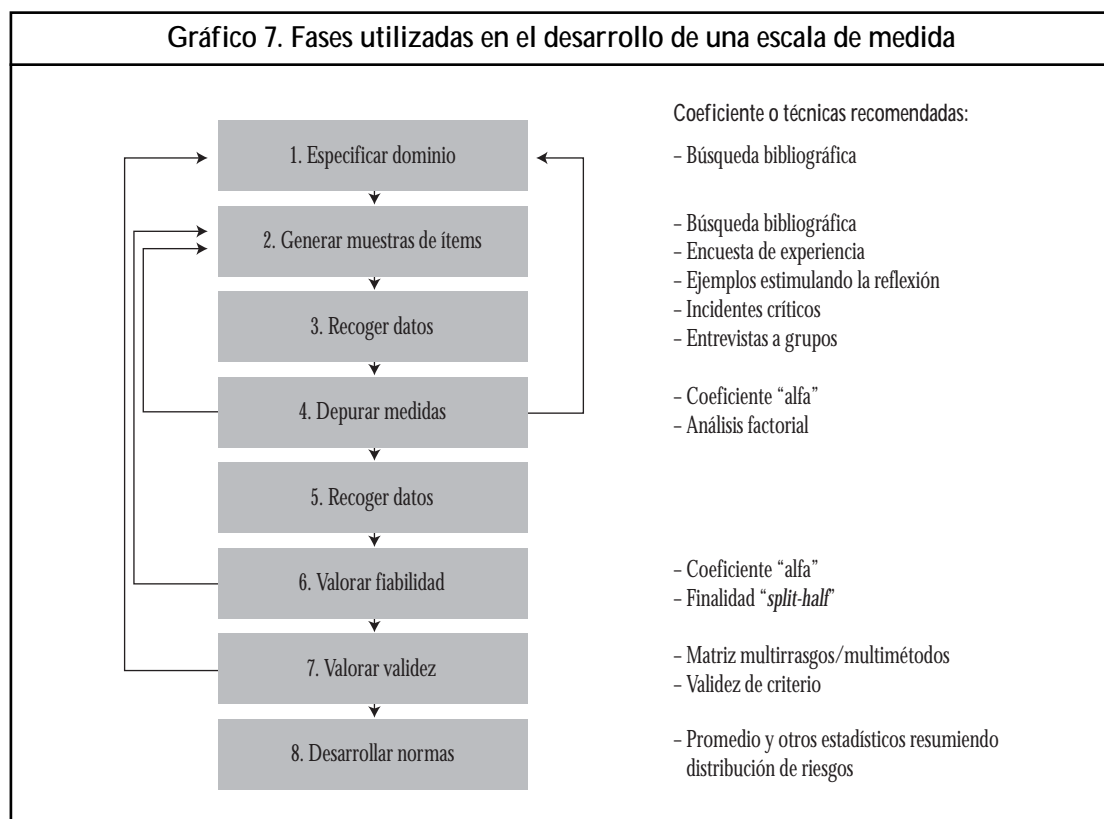 Gráfico 7. Fases utilizadas en el desarrollo de una escala de medida
Coeficiente o técnicas recomendadas:
1. Especificar dominio
– Búsqueda bibliográfica
2. Generar muestras de ítems
– Búsqueda bibliográfica
– Encuesta de experiencia
– Ejemplos estimulando la reflexión
– Incidentes críticos
– Entrevistas a grupos
3. Recoger datos
4. Depurar medidas
– Coeficiente “alfa”
– Análisis factorial
5. Recoger datos
6. Valorar fiabilidad
– Coeficiente “alfa”
– Finalidad “split-half”
7. Valorar validez
– Matriz multirrasgos/multimétodos
– Validez de criterio
8. Desarrollar normas
– Promedio y otros estadísticos resumiendo
distribución de riesgos